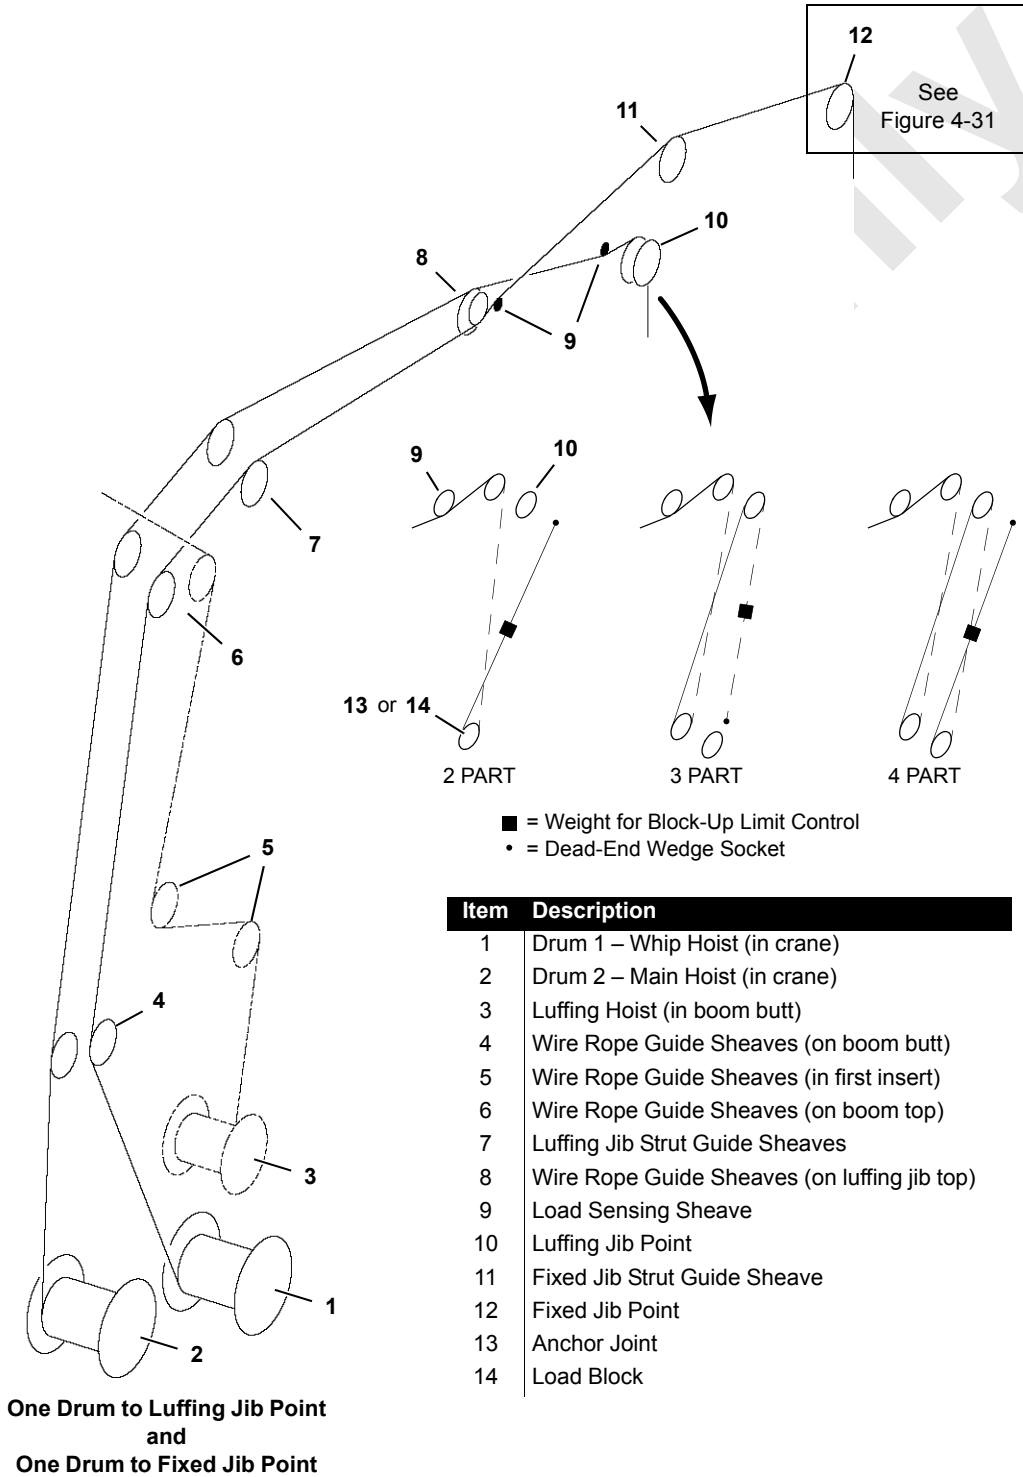 12
See
Figure 4-31
11
10
8
9
9
10
7
6
13 or 14
2 PART
3 PART
4 PART
■ = Weight for Block-Up Limit Control
• = Dead-End Wedge Socket
5
4
3
1
2
Item Description
1 Drum 1 – Whip Hoist (in crane)
2 Drum 2 – Main Hoist (in crane)
3 Luffing Hoist (in boom butt)
4 Wire Rope Guide Sheaves (on boom butt)
5 Wire Rope Guide Sheaves (in first insert)
6 Wire Rope Guide Sheaves (on boom top)
7 Luffing Jib Strut Guide Sheaves
8 Wire Rope Guide Sheaves (on luffing jib top)
9 Load Sensing Sheave
10 Luffing Jib Point
11 Fixed Jib Strut Guide Sheave
12 Fixed Jib Point
13 Anchor Joint
14 Load Block
One Drum to Luffing Jib Point
and
One Drum to Fixed Jib Point